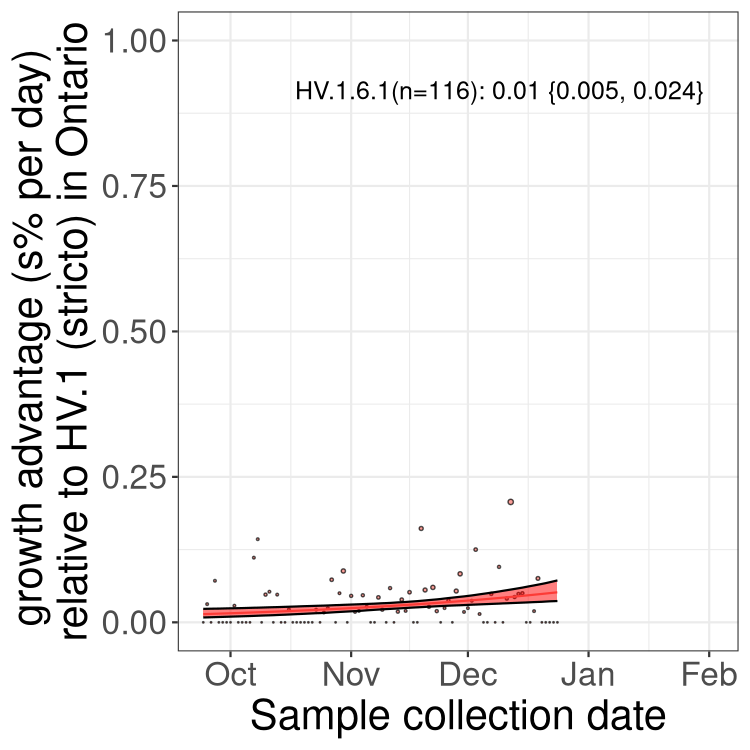 growth advantage (s% per day)
relative to HV.1 (stricto) in Ontario
1.00
0.75
0.50
0.25
0.00
HV.1.6.1(n=116): 0.01 {0.005, 0.024}
Oct Nov Dec Jan Feb
Sample collection date